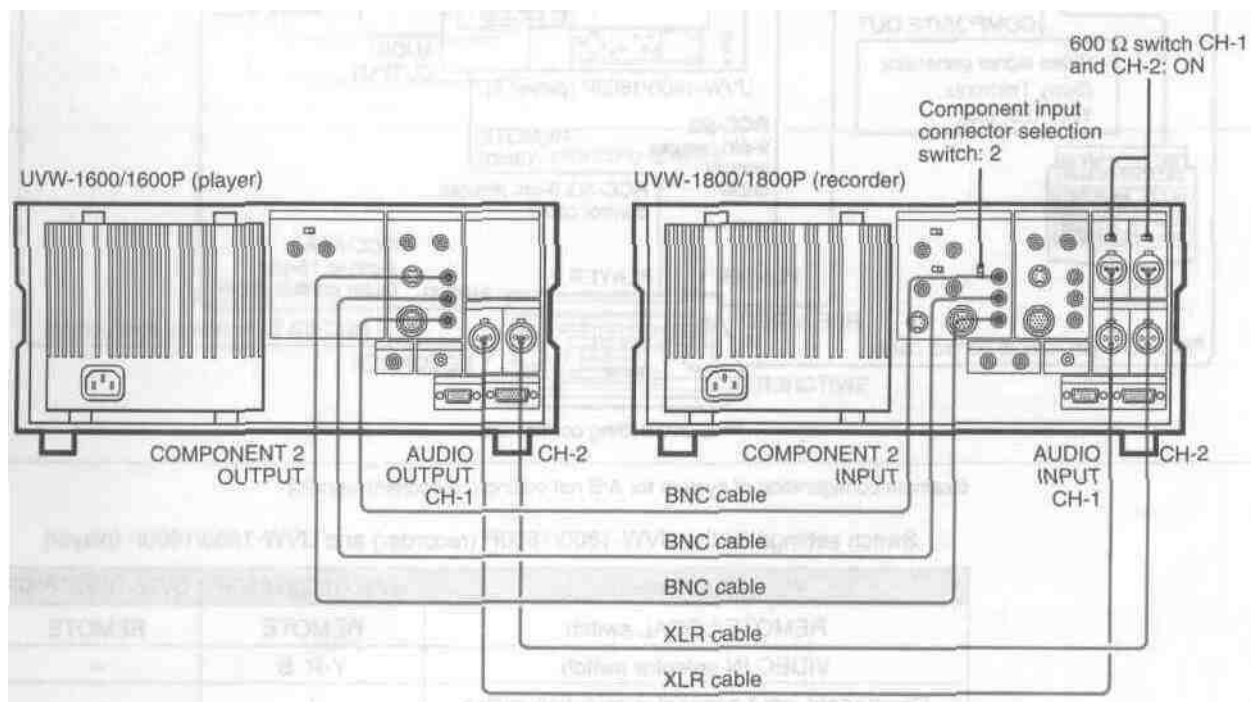 600 Ω switch CH-1
and CH-2: ON
Component input
connector selection
switch: 2
UVW-1600/1600P (player)
UVW-1800/1800P (recorder)
COMPONENT 2
OUTPUT
AUDIO
OUTPUT
CH-1
CH-2
COMPONENT 2
INPUT
AUDIO
INPUT
CH-1
CH-2
BNC cable
BNC cable
BNC cable
XLR cable
XLR cable